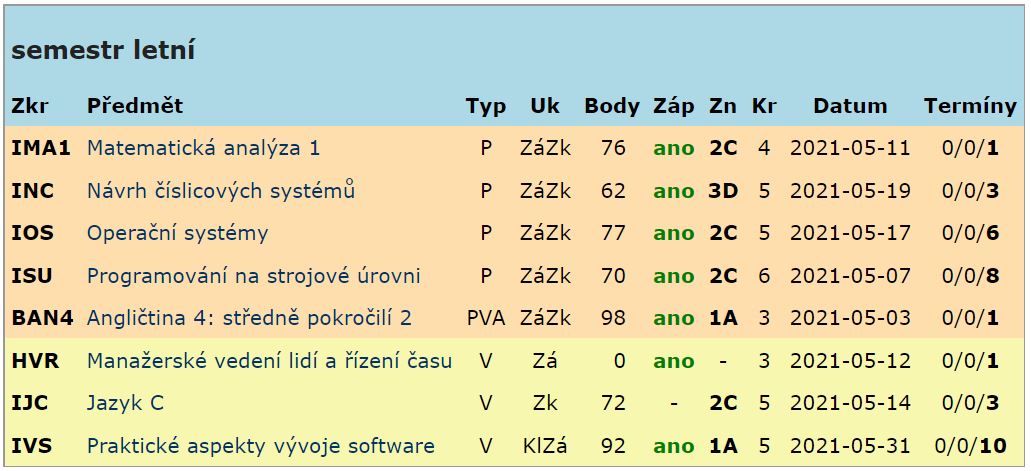 semestr letní
Zkr Předmět Typ Uk Body Záp Zn Kr Datum Termíny
IMA1 Matematická analýza 1 P ZáZk 76 ano 2C 4 2021-05-11 0/0/1
INC Návrh číslicových systémů P ZáZk 62 ano 3D 5 2021-05-19 0/0/3
IOS Operační systémy P ZáZk 77 ano 2C 5 2021-05-17 0/0/6
ISU Programování na strojové úrovni P ZáZk 70 ano 2C 6 2021-05-07 0/0/8
BAN4 Angličtina 4: středně pokročilí 2 PVA ZáZk 98 ano 1A 3 2021-05-03 0/0/1
HVR Manažerské vedení lidí a řízení času V Zá 0 ano - 3 2021-05-12 0/0/1
IJC Jazyk C V Zk 72 - 2C 5 2021-05-14 0/0/3
IVS Praktické aspekty vývoje software V KlZá 92 ano 1A 5 2021-05-31 0/0/10